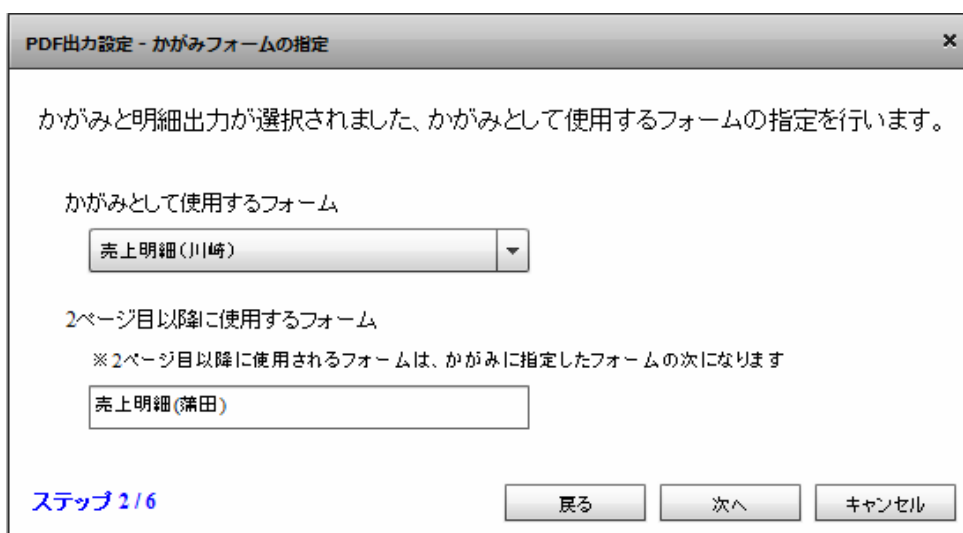 PDF出力設定 - かがみフォームの指定
×
かがみと明細出力が選択されました、かがみとして使用するフォームの指定を行います。
かがみとして使用するフォーム
売上明細(川崎)
2ページ目以降に使用するフォーム
※2ページ目以降に使用されるフォームは、かがみに指定したフォームの次になります
売上明細(蒲田)
ステップ 2 / 6
戻る
次へ
キャンセル